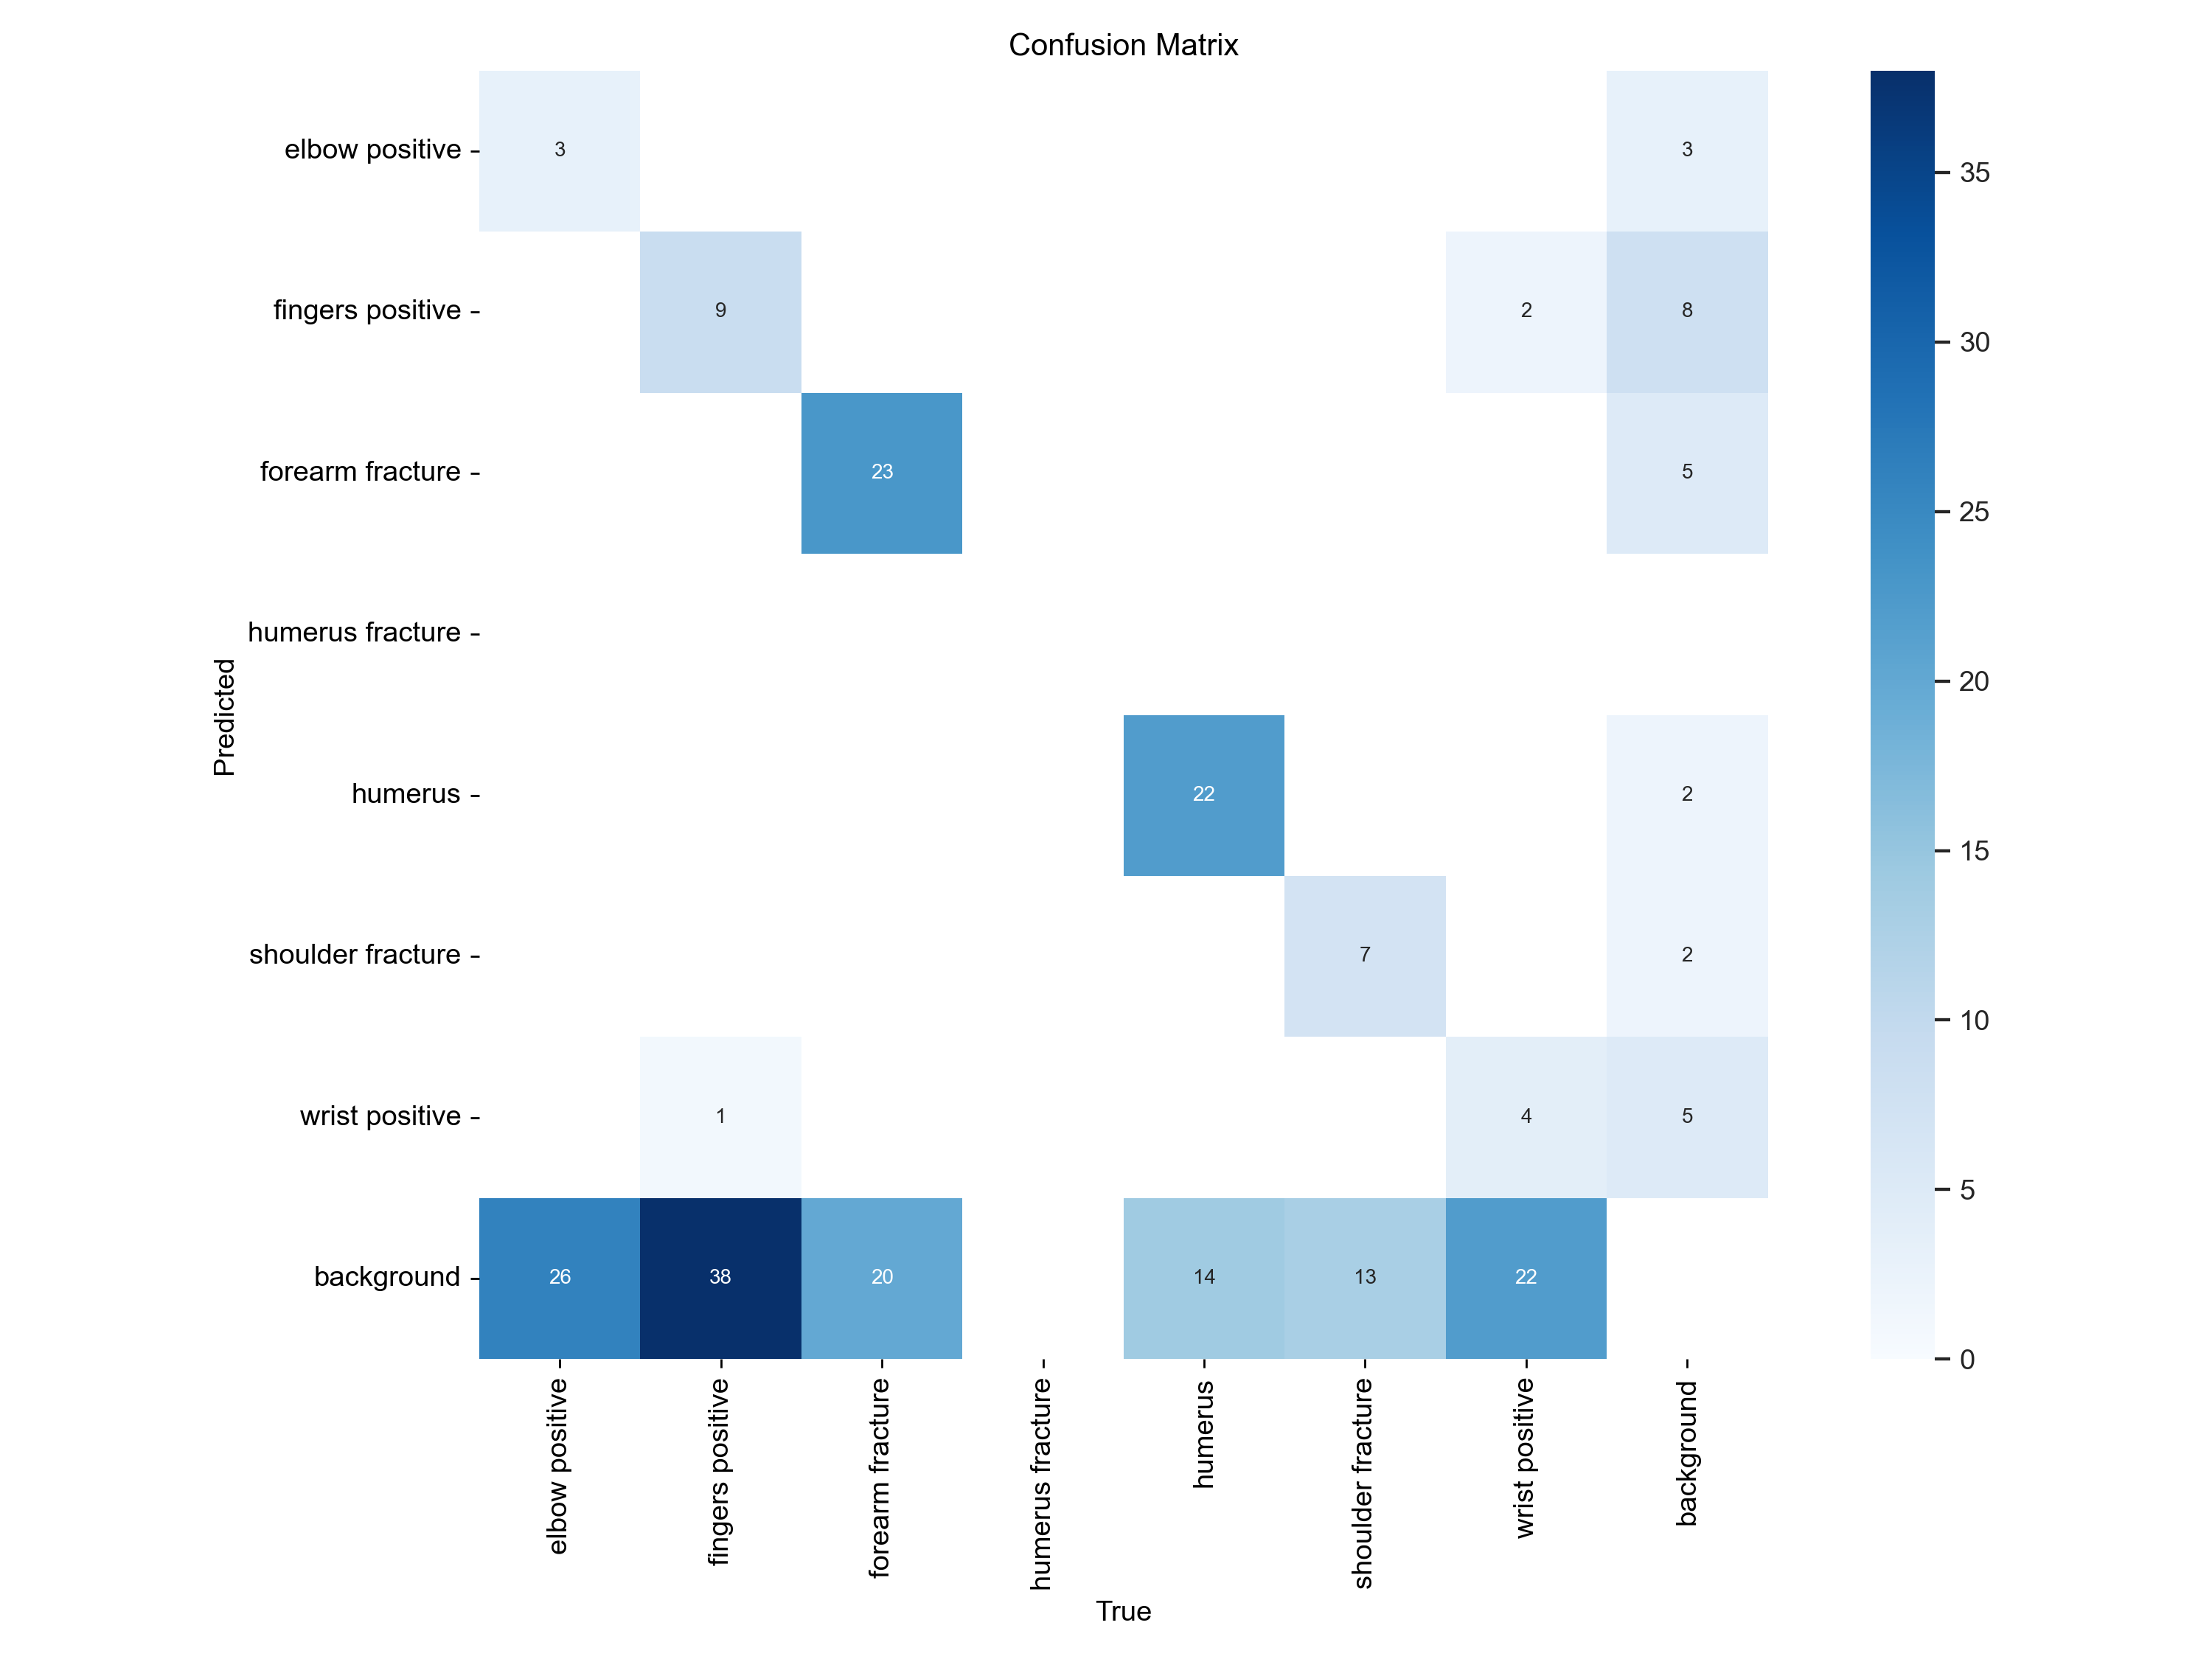 Confusion Matrix
elbow positive
3
3
35
fingers positive
9
2
8
30
forearm fracture
23
5
25
humerus fracture
20
Predicted
humerus
22
2
15
shoulder fracture
7
2
10
wrist positive
1
4
5
5
background
26
38
20
14
13
22
0
elbow positive
fingers positive
forearm fracture
humerus fracture
humerus
shoulder fracture
wrist positive
background
True